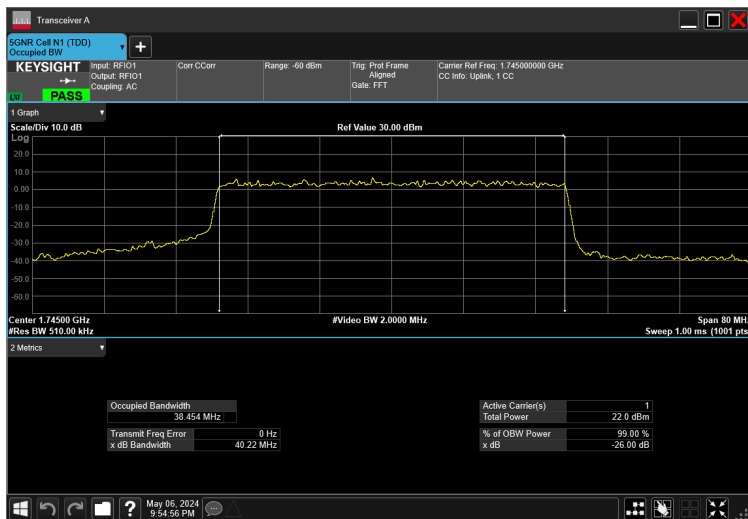 Transceiver A
5GNR Cell N1 (TDD)
Occupied BW
KEYSIGHT
LXI
PASS
Input: RFIO1
Output: RFIO1
Coupling: AC
Corr CCorr
Range: -60 dBm
Trig: Prot Frame
Aligned
Gate: FFT
Carrier Ref Freq: 1.745000000 GHz
CC Info: Uplink, 1 CC
1 Graph
Scale/Div 10.0 dB
Ref Value 30.00 dBm
Log
20.0
10.0
0.00
-10.0
-20.0
-30.0
-40.0
-50.0
-60.0
Center 1.74500 GHz
#Video BW 2.0000 MHz
Span 80 MH
#Res BW 510.00 kHz
Sweep 1.00 ms (1001 pts
2 Metrics
Occupied Bandwidth
38.454 MHz
Transmit Freq Error 0 Hz
x dB Bandwidth 40.22 MHz
Active Carrier(s) 1
Total Power 22.0 dBm
% of OBW Power 99.00 %
x dB -26.00 dB
?
May 06, 2024
9:54:56 PM